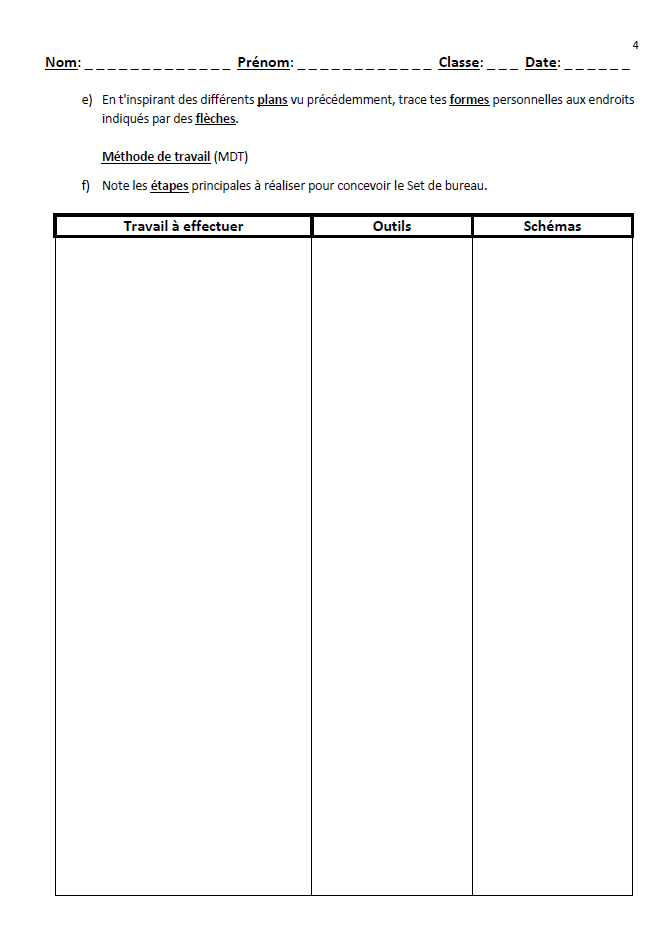 4
Nom: _ _ _ _ _ _ _ _ _ _ _ _ _ Prénom: _ _ _ _ _ _ _ _ _ _ _ _ Classe: _ _ _ Date: _ _ _ _ _ _
e) En t'inspirant des différents plans vu précédemment, trace tes formes personnelles aux endroits
indiqués par des flèches.
Méthode de travail (MDT)
f) Note les étapes principales à réaliser pour concevoir le Set de bureau.
Travail à effectuer Outils Schémas